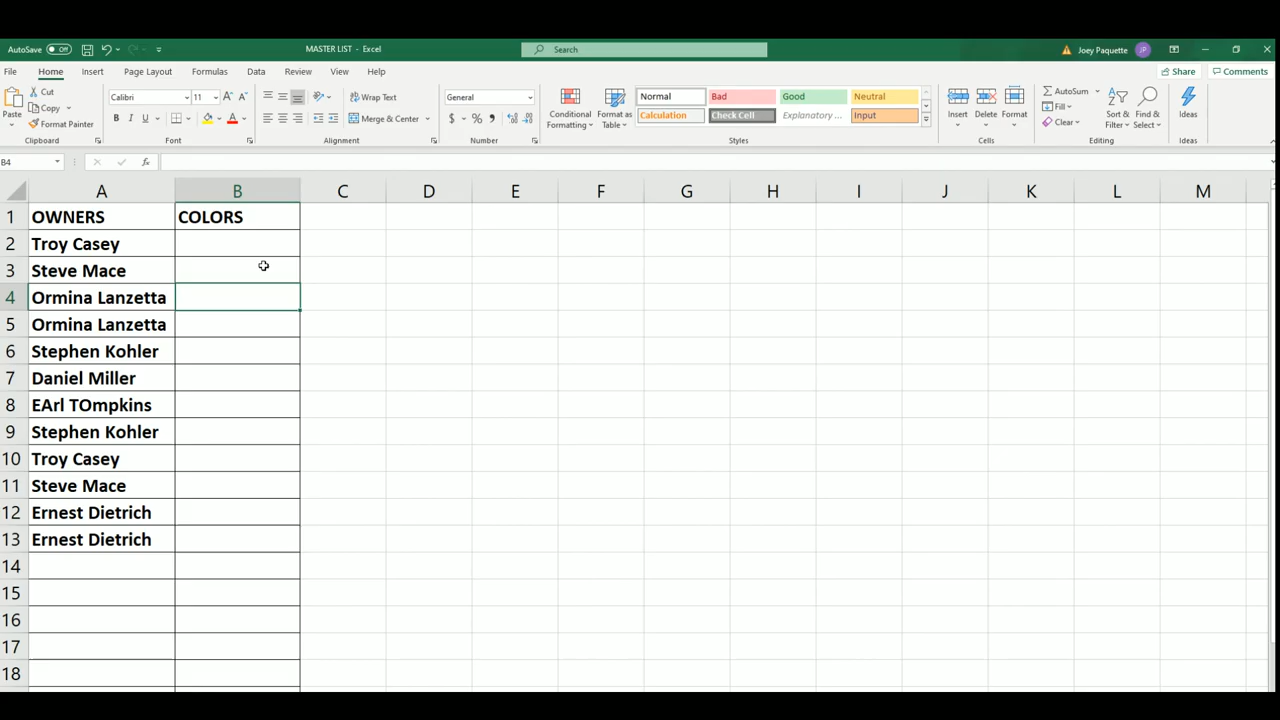 AutoSave Off MASTER LIST - Excel Search Joey Paquette JP
File Home Insert Page Layout Formulas Data Review View Help Share Comments
Paste Cut Copy Format Painter Clipboard
Calibri 11 A A B I U A Font
Wrap Text Merge & Center Alignment
General $ % Number
Conditional Formatting Format as Table
Normal Bad Good Neutral
Calculation Check Cell Explanatory ... Input
Styles
Insert Delete Format Cells
AutoSum Fill Clear Sort & Filter Find & Select Editing
Ideas Ideas
B4 fx
A B C D E F G H I J K L M
1 OWNERS COLORS
2 Troy Casey
3 Steve Mace
4 Ormina Lanzetta
5 Ormina Lanzetta
6 Stephen Kohler
7 Daniel Miller
8 EArl TOmpkins
9 Stephen Kohler
10 Troy Casey
11 Steve Mace
12 Ernest Dietrich
13 Ernest Dietrich
14
15
16
17
18